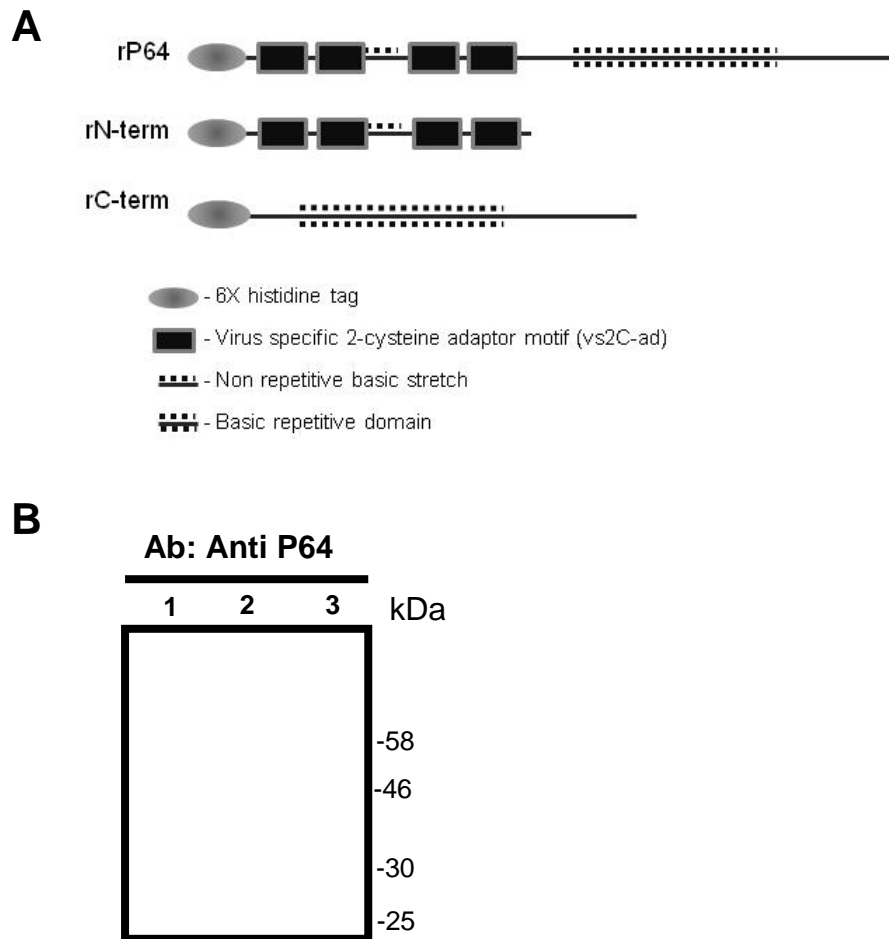 A
rP64
rN-term
rC-term
- 6X histidine tag
- Virus specific 2-cysteine adaptor motif (vs2C-ad)
- Non repetitive basic stretch
- Basic repetitive domain
B
Ab: Anti P64
1 2 3 kDa
-58
-46
-30
-25